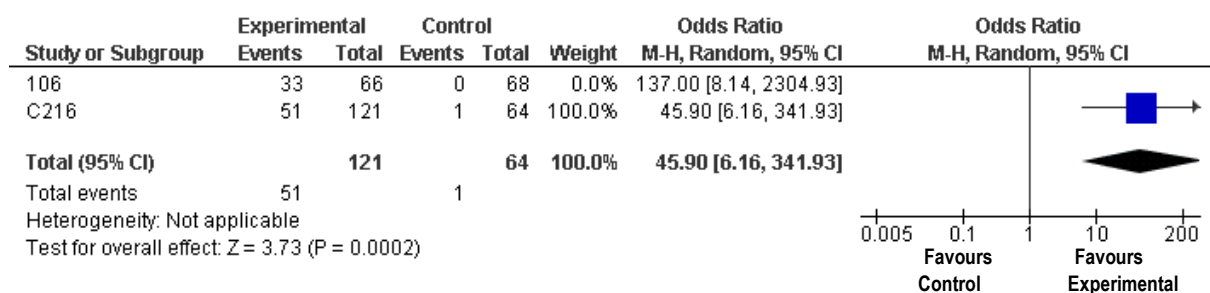 Experimental Control Odds Ratio Odds Ratio
Study or Subgroup Events Total Events Total Weight M-H, Random, 95% CI M-H, Random, 95% CI
106 33 66 0 68 0.0% 137.00 [8.14, 2304.93]
C216 51 121 1 64 100.0% 45.90 [6.16, 341.93]
Total (95% CI) 121 64 100.0% 45.90 [6.16, 341.93]
Total events 51 1
Heterogeneity: Not applicable
Test for overall effect: Z = 3.73 (P = 0.0002)
0.005 0.1 1 10 200
Favours Favours
Control Experimental